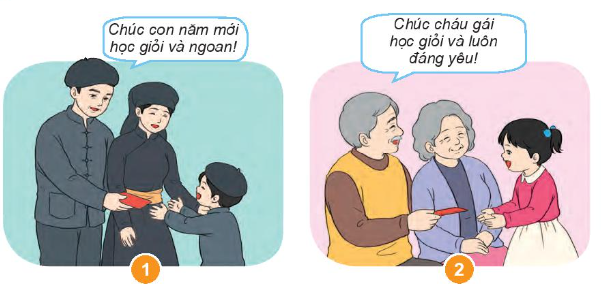 Chúc con năm mới
học giỏi và ngoan!
1
Chúc cháu gái
học giỏi và luôn
đáng yêu!
2